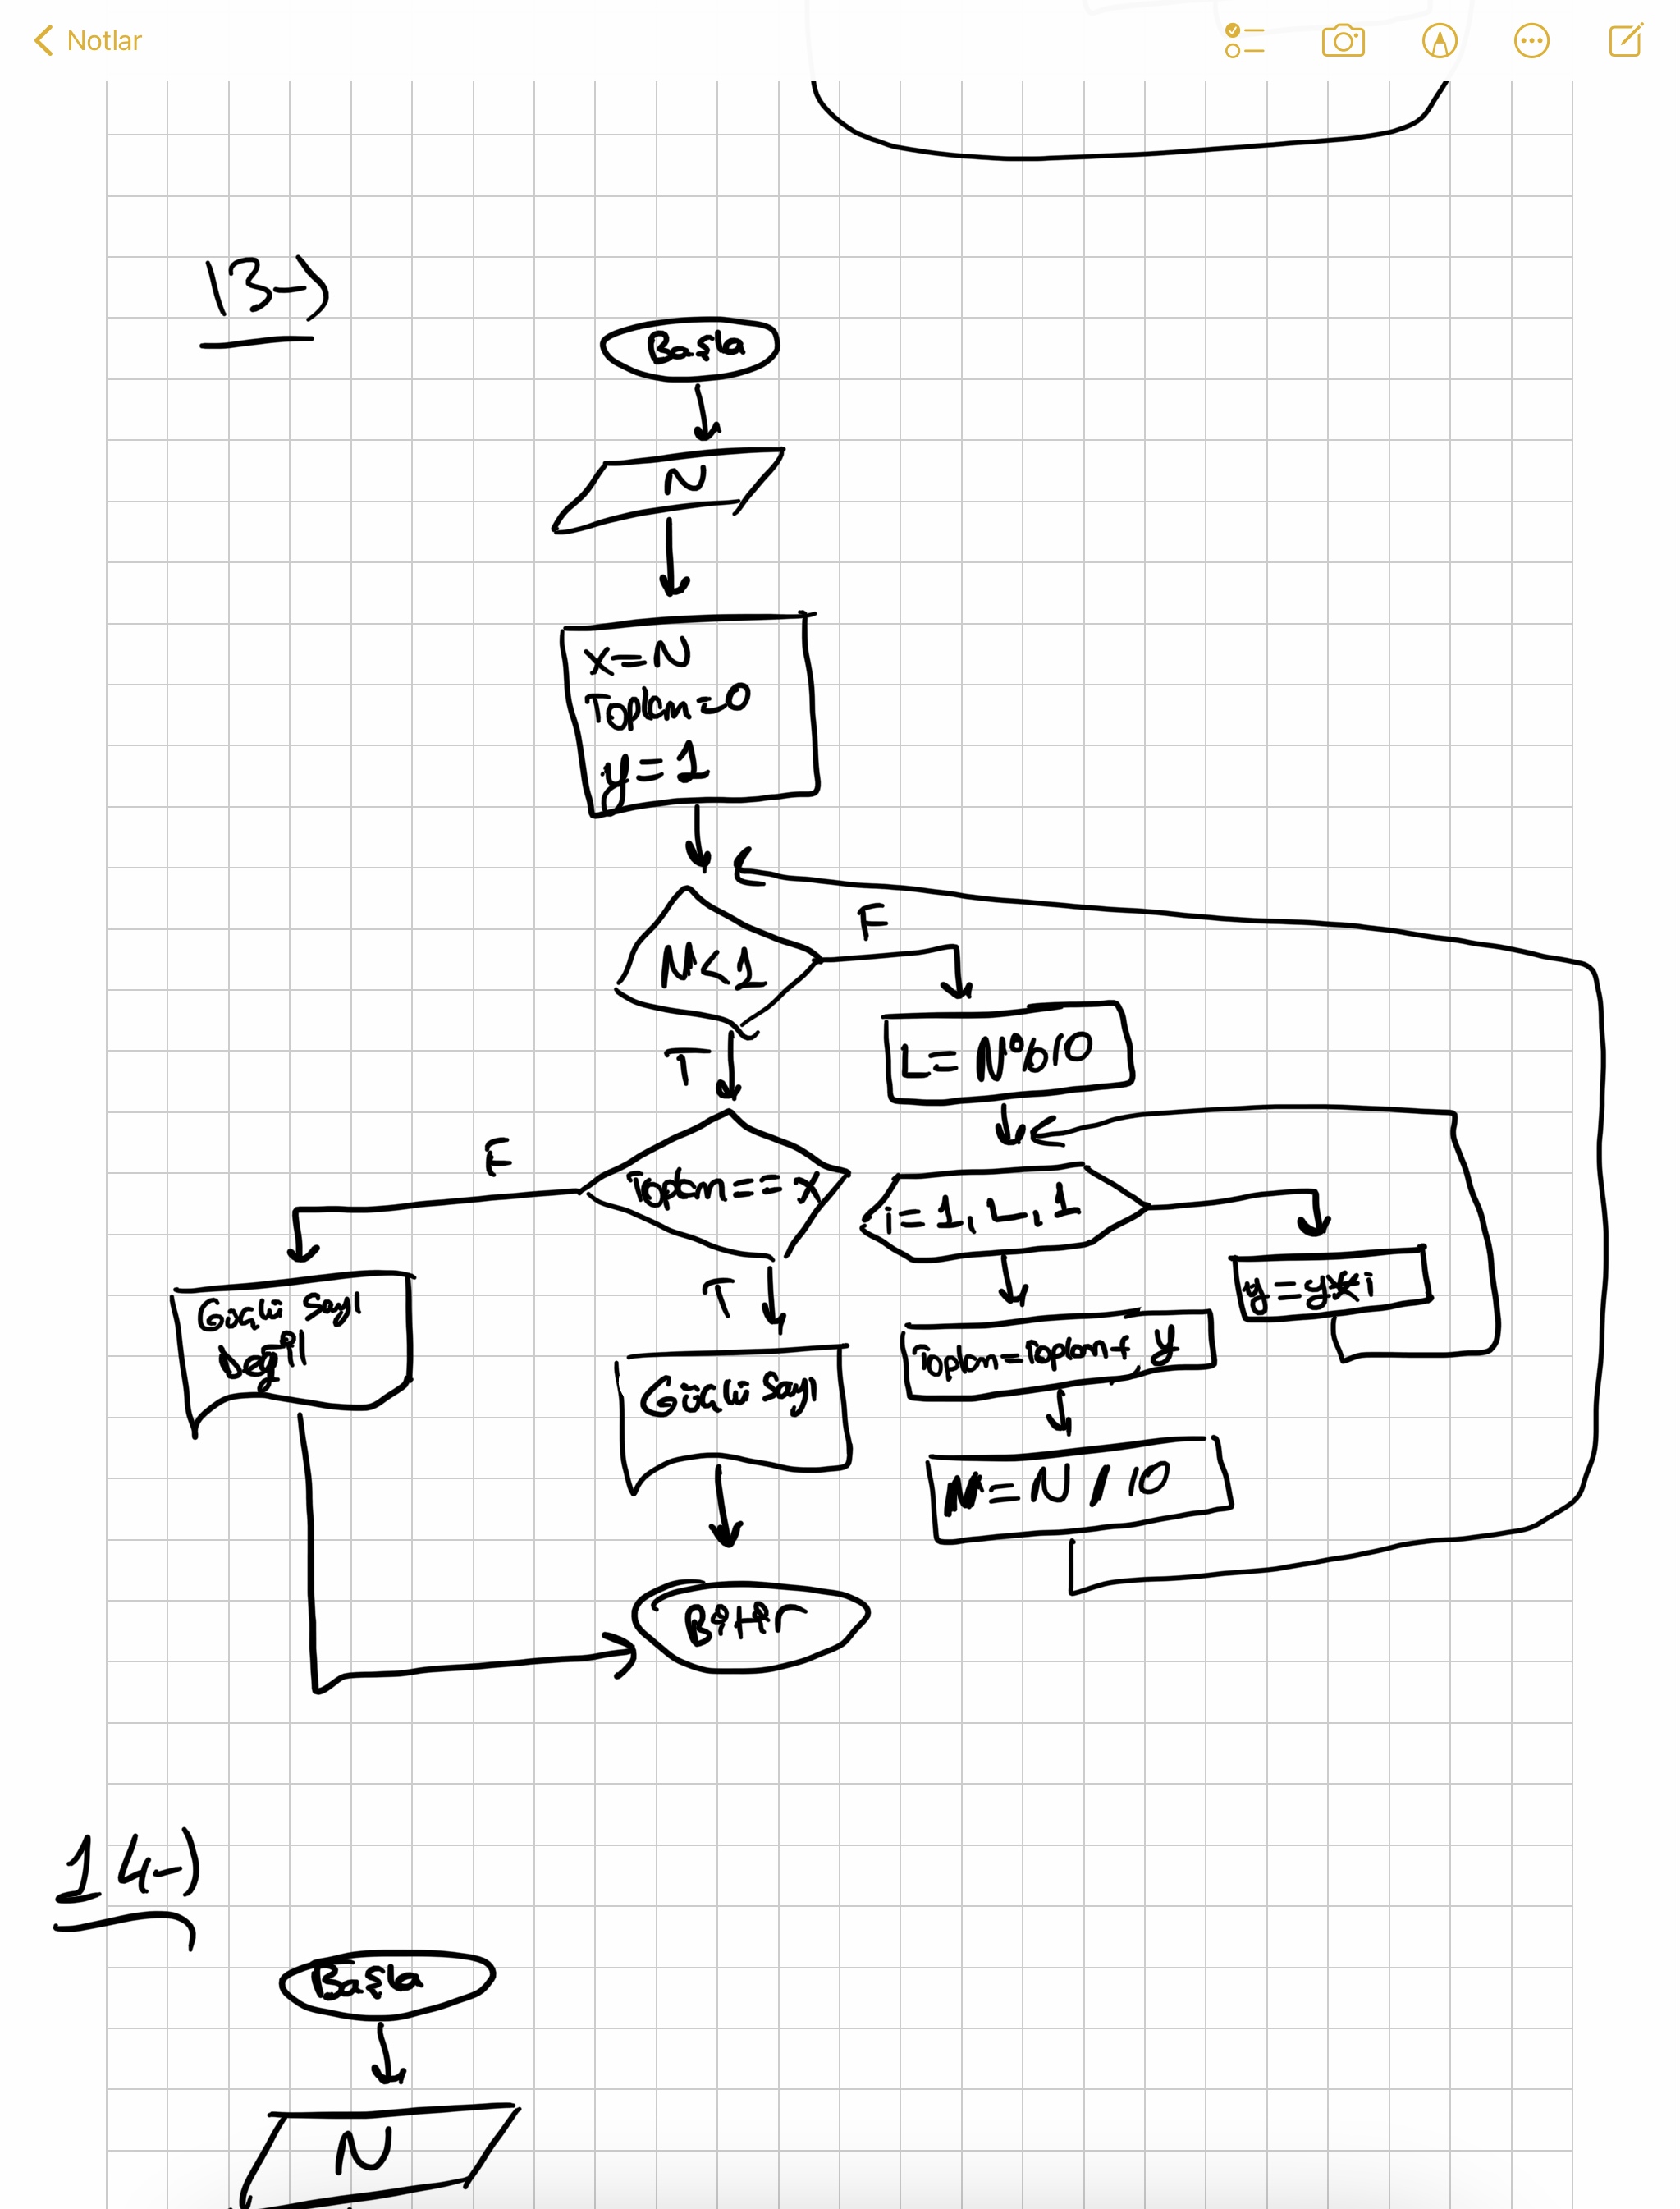 Notlar
13-)
Başla
N
x=N
Toplam=0
y=1
N<1
F
T
L=N%10
Toplam==x
F
T
i=1,L,1
y=y*i
Güçlü Sayı
Değil
Güçlü Sayı
Toplam=Toplam+y
N=N/10
Bitir
14-)
Başla
N